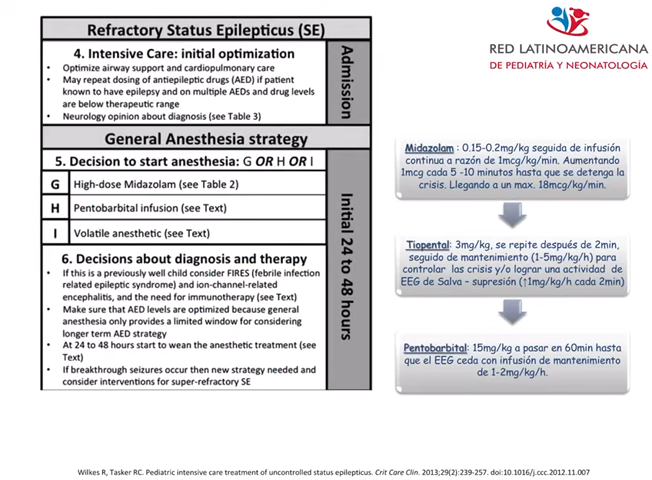 Refractory Status Epilepticus (SE)
4. Intensive Care: initial optimization
• Optimize airway support and cardiopulmonary care
• May repeat dosing of antiepileptic drugs (AED) if patient
known to have epilepsy and on multiple AEDs and drug levels
are below therapeutic range
• Neurology opinion about diagnosis (see Table 3)
Admission
General Anesthesia strategy
5. Decision to start anesthesia: G OR H OR I
G High-dose Midazolam (see Table 2)
H Pentobarbital infusion (see Text)
I Volatile anesthetic (see Text)
6. Decisions about diagnosis and therapy
• If this is a previously well child consider FIRES (febrile infection
related epileptic syndrome) and ion-channel-related
encephalitis, and the need for immunotherapy (see Text)
• Make sure that AED levels are optimized because general
anesthesia only provides a limited window for considering
longer term AED strategy
• At 24 to 48 hours start to wean the anesthetic treatment (see
Text)
• If breakthrough seizures occur then new strategy needed and
consider interventions for super-refractory SE
Initial 24 to 48 hours
RED LATINOAMERICANA
DE PEDIATRÍA Y NEONATOLOGÍA
Midazolam : 0.15-0.2mg/kg seguida de infusión
continua a razón de 1mcg/kg/min. Aumentando
1mcg cada 5 -10 minutos hasta que se detenga la
crisis. Llegando a un max. 18mcg/kg/min.
Tiopental: 3mg/kg, se repite después de 2min,
seguido de mantenimiento (1-5mg/kg/h) para
controlar las crisis y/o lograr una actividad de
EEG de Salva – supresión (↑1mg/kg/h cada 2min)
Pentobarbital: 15mg/kg a pasar en 60min hasta
que el EEG ceda con infusión de mantenimiento
de 1-2mg/kg/h.
Wilkes R, Tasker RC. Pediatric intensive care treatment of uncontrolled status epilepticus. Crit Care Clin. 2013;29(2):239-257. doi:10.1016/j.ccc.2012.11.007